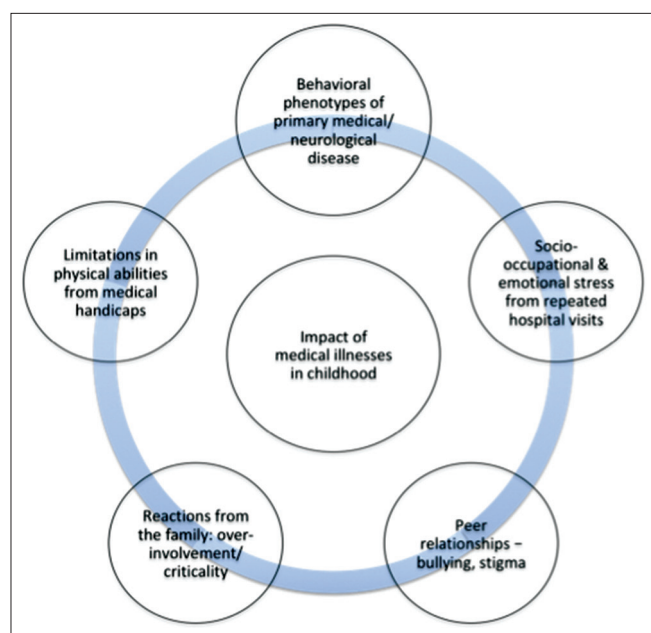 Behavioral
phenotypes of
primary medical/
neurological
disease
Limitations in
physical abilities
from medical
handicaps
Socio-
occupational &
emotional stress
from repeated
hospital visits
Impact of
medical illnesses
in childhood
Reactions from
the family: over-
involvement/
criticality
Peer
relationships –
bullying, stigma